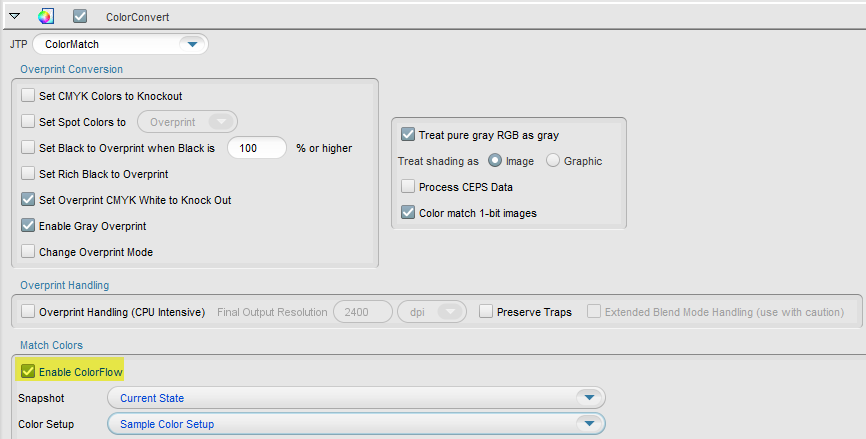 ColorConvert
JTP ColorMatch
Overprint Conversion
Set CMYK Colors to Knockout
Set Spot Colors to Overprint
Set Black to Overprint when Black is 100 % or higher
Set Rich Black to Overprint
Set Overprint CMYK White to Knock Out
Enable Gray Overprint
Change Overprint Mode
Treat pure gray RGB as gray
Treat shading as Image Graphic
Process CEPS Data
Color match 1-bit images
Overprint Handling
Overprint Handling (CPU Intensive) Final Output Resolution 2400 dpi Preserve Traps Extended Blend Mode Handling (use with caution)
Match Colors
Enable ColorFlow
Snapshot Current State
Color Setup Sample Color Setup